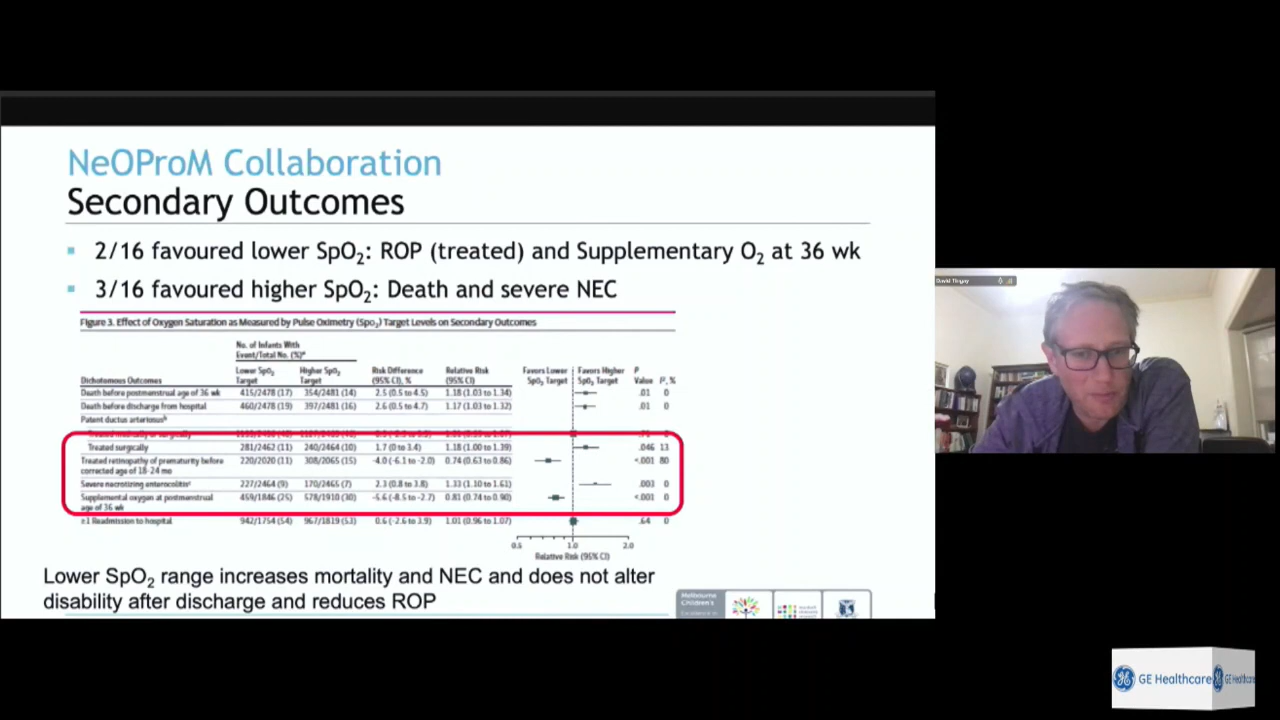 NeOProM Collaboration
Secondary Outcomes
▪ 2/16 favoured lower SpO₂: ROP (treated) and Supplementary O₂ at 36 wk
▪ 3/16 favoured higher SpO₂: Death and severe NEC
Figure 3. Effect of Oxygen Saturation as Measured by Pulse Oximetry (Spo₂) Target Levels on Secondary Outcomes
No. of Infants With
Event/Total No. (%)ᵃ
Lower Spo₂ Higher Spo₂ Risk Difference Relative Risk Favors Lower Favors Higher P
Dichotomous Outcomes Target Target (95% CI), % (95% CI) Spo₂ Target Spo₂ Target Value I², %
Death before postmenstrual age of 36 wk 415/2478 (17) 354/2481 (14) 2.5 (0.5 to 4.5) 1.18 (1.03 to 1.34) .01 0
Death before discharge from hospital 460/2478 (19) 397/2481 (16) 2.6 (0.5 to 4.7) 1.17 (1.03 to 1.32) .01 0
Patent ductus arteriosusᵇ
Treated medically or surgically
Treated surgically 281/2462 (11) 240/2464 (10) 1.7 (0 to 3.4) 1.18 (1.00 to 1.39) .046 13
Treated retinopathy of prematurity before 220/2020 (11) 308/2065 (15) -4.0 (-6.1 to -2.0) 0.74 (0.63 to 0.86) <.001 80
corrected age of 18-24 mo
Severe necrotizing enterocolitisᶜ 227/2464 (9) 170/2465 (7) 2.3 (0.8 to 3.8) 1.33 (1.10 to 1.61) .003 0
Supplemental oxygen at postmenstrual 459/1846 (25) 578/1910 (30) -5.6 (-8.5 to -2.7) 0.81 (0.74 to 0.90) <.001 0
age of 36 wk
≥1 Readmission to hospital 942/1754 (54) 967/1819 (53) 0.6 (-2.6 to 3.9) 1.01 (0.96 to 1.07) .64 0
0.5 1.0 2.0
Relative Risk (95% CI)
Lower SpO₂ range increases mortality and NEC and does not alter
disability after discharge and reduces ROP
Melbourne
Children's
David Tingay
GE Healthcare
GE Healthcare